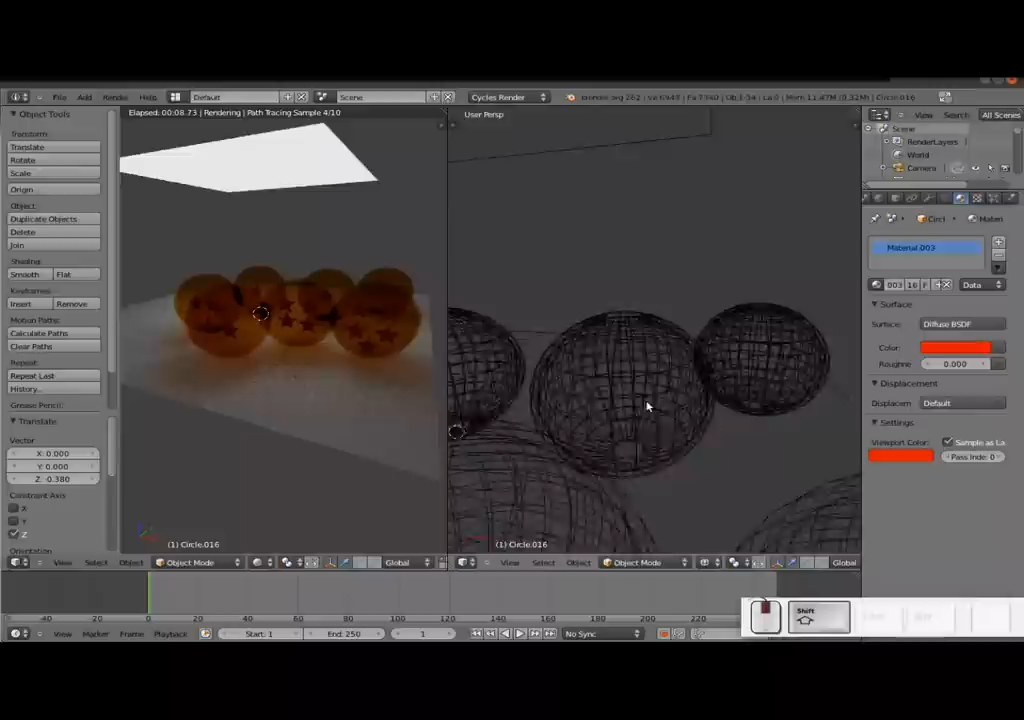 File Add Render Help Default Scene Cycles Render Circle.016
Object Tools
Elapsed: 00:08.73 | Rendering | Path Tracing Sample 4/10
User Persp
View Search All Scenes
Transform:
Translate
Rotate
Scale
Origin
Object:
Duplicate Objects
Delete
Join
Shading:
Smooth Flat
Keyframes:
Insert Remove
Motion Paths:
Calculate Paths
Clear Paths
Repeat:
Repeat Last
History...
Grease Pencil:
Translate
Vector
X: 0.000
Y: 0.000
Z: -0.380
Constraint Axis
X
Y
Z
Orientation
(1) Circle.016
(1) Circle.016
Scene
RenderLayers
World
Camera
Circl Materi
Material.003
003 16 F Data
Surface
Surface: Diffuse BSDF
Color:
Roughne 0.000
Displacement
Displacem Default
Settings
Viewport Color: Sample as La
Pass Inde: 0
View Select Object Object Mode Global
View Select Object Object Mode Global
-40 -20 0 20 40 60 80 100 120 140 160 180 200 220
View Marker Frame Playback Start: 1 End: 250 1 No Sync
Shift